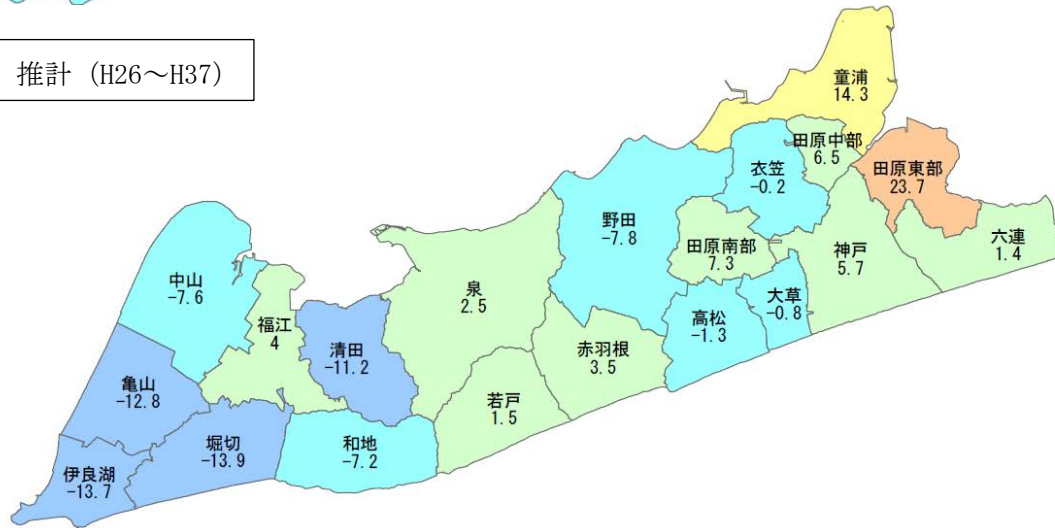 推計（H26～H37）
童浦
14.3
田原中部
6.5
田原東部
23.7
衣笠
-0.2
野田
-7.8
田原南部
7.3
神戸
5.7
六連
1.4
中山
-7.6
泉
2.5
大草
-0.8
高松
-1.3
福江
4
清田
-11.2
赤羽根
3.5
亀山
-12.8
若戸
1.5
堀切
-13.9
和地
-7.2
伊良湖
-13.7